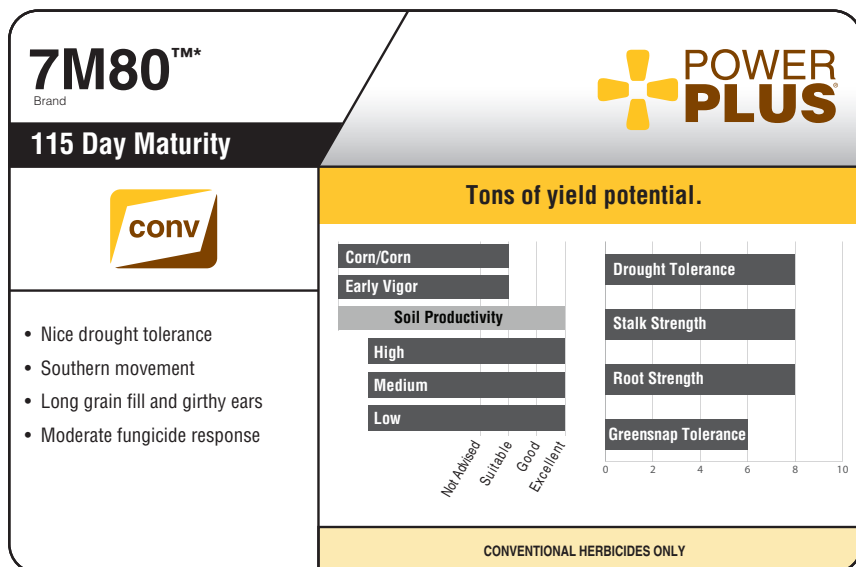 7M80™*
Brand
POWER
PLUS®
115 Day Maturity
conv
Tons of yield potential.
• Nice drought tolerance
• Southern movement
• Long grain fill and girthy ears
• Moderate fungicide response
Corn/Corn
Early Vigor
Soil Productivity
High
Medium
Low
Not Advised
Suitable
Good
Excellent
Drought Tolerance
Stalk Strength
Root Strength
Greensnap Tolerance
0 2 4 6 8 10
CONVENTIONAL HERBICIDES ONLY